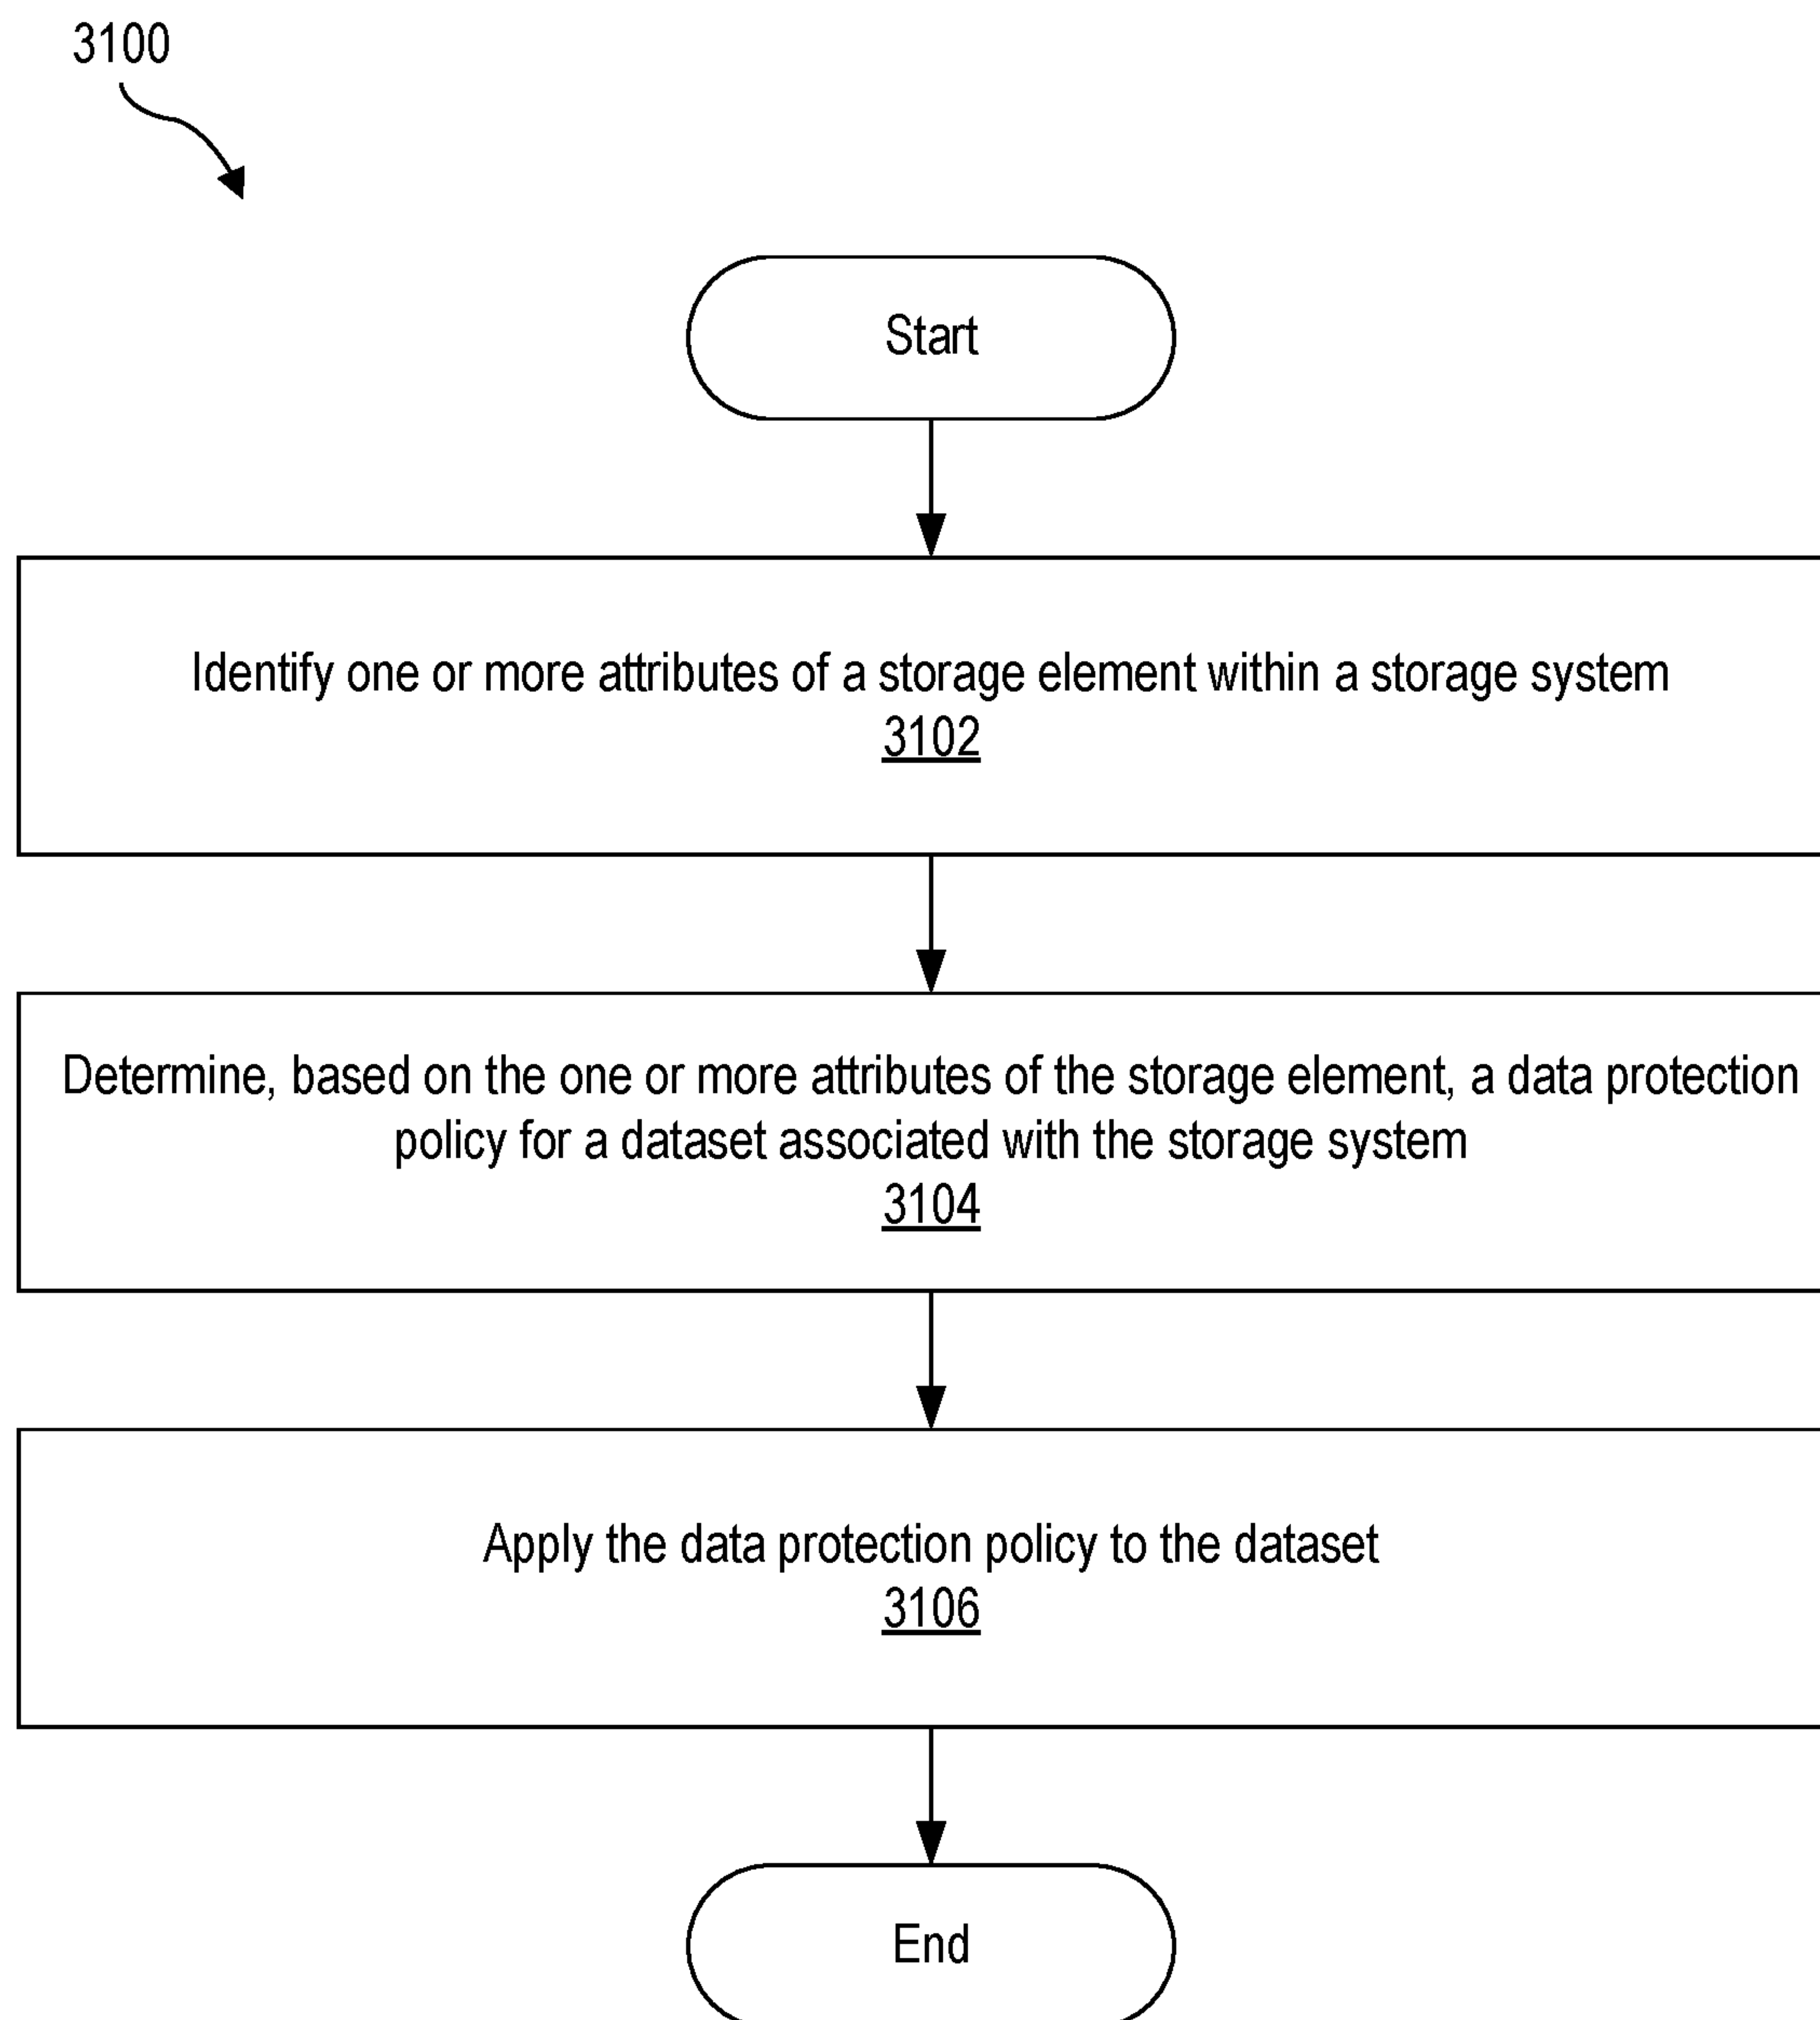 3100
Start
Identify one or more attributes of a storage element within a storage system
3102
Determine, based on the one or more attributes of the storage element, a data protection
policy for a dataset associated with the storage system
3104
Apply the data protection policy to the dataset
3106
End